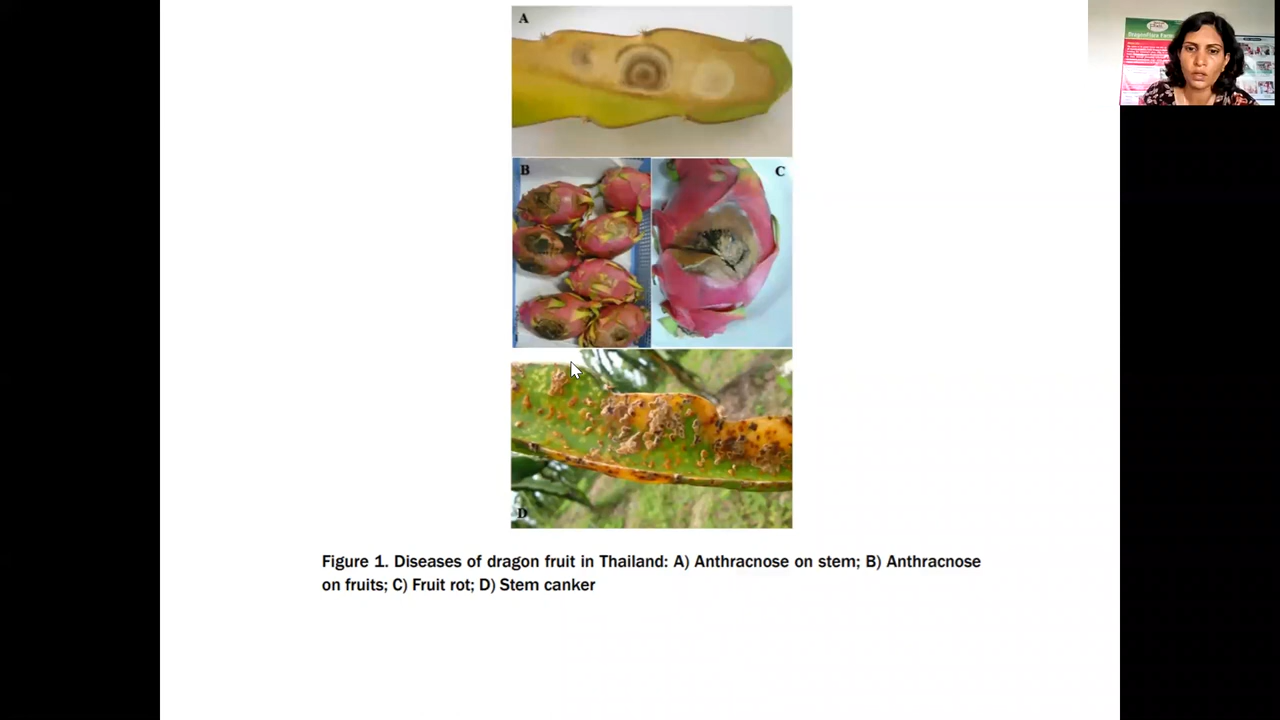 A
B
C
D
Figure 1. Diseases of dragon fruit in Thailand: A) Anthracnose on stem; B) Anthracnose
on fruits; C) Fruit rot; D) Stem canker